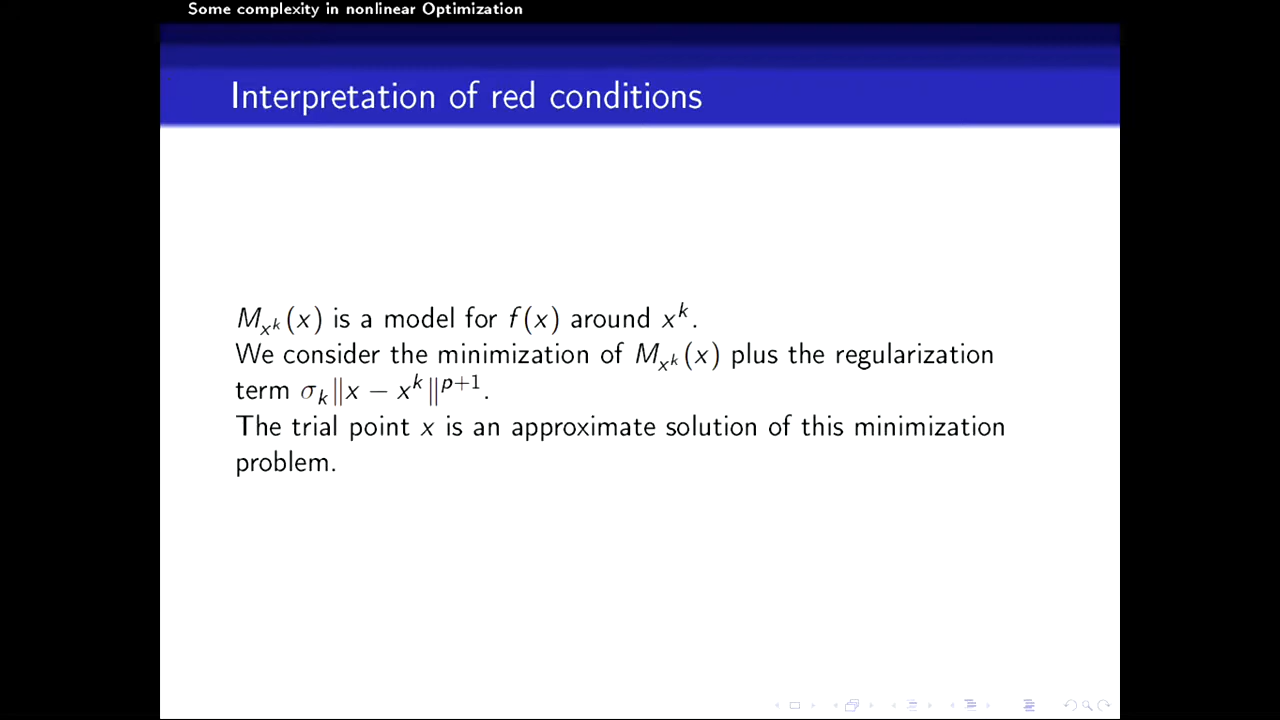 Some complexity in nonlinear Optimization
Interpretation of red conditions
$M_{x^k}(x)$ is a model for $f(x)$ around $x^k$.
We consider the minimization of $M_{x^k}(x)$ plus the regularization
term $\sigma_k \|x - x^k\|^{p+1}$.
The trial point $x$ is an approximate solution of this minimization
problem.